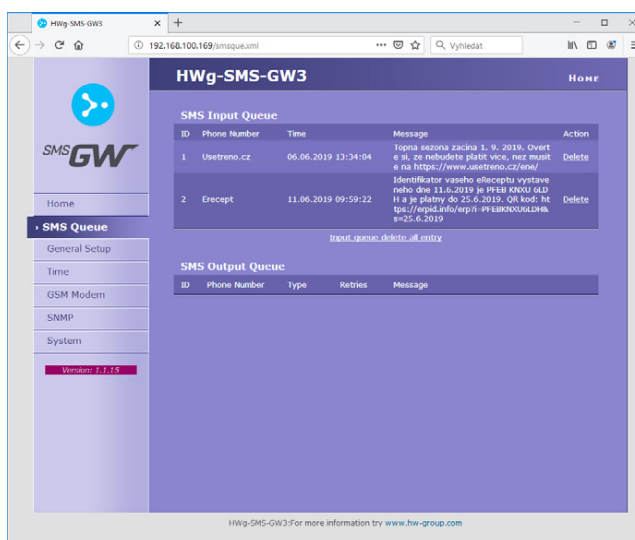 HWg-SMS-GW3
192.168.100.169/smsque.xml
Vyhledat
HWg-SMS-GW3
HOME
SMS GW
Home
SMS Queue
General Setup
Time
GSM Modem
SNMP
System
Version: 1.1.15
SMS Input Queue
ID Phone Number Time Message Action
1 Usetreno.cz 06.06.2019 13:34:04 Topna sezona zacina 1. 9. 2019. Overt
e si, ze nebudete platit vice, nez musit
e na https://www.usetreno.cz/ene/ Delete
2 Erecept 11.06.2019 09:59:22 Identifikator vaseho eReceptu vystave
neho dne 11.6.2019 je PFEB KNXU 6LD
H a je platny do 25.6.2019. QR kod: ht
tps://erpid.info/erp?i=PFEBKNXU6LDH&
s=25.6.2019 Delete
Input queue delete all entry
SMS Output Queue
ID Phone Number Type Retries Message
HWg-SMS-GW3:For more information try www.hw-group.com